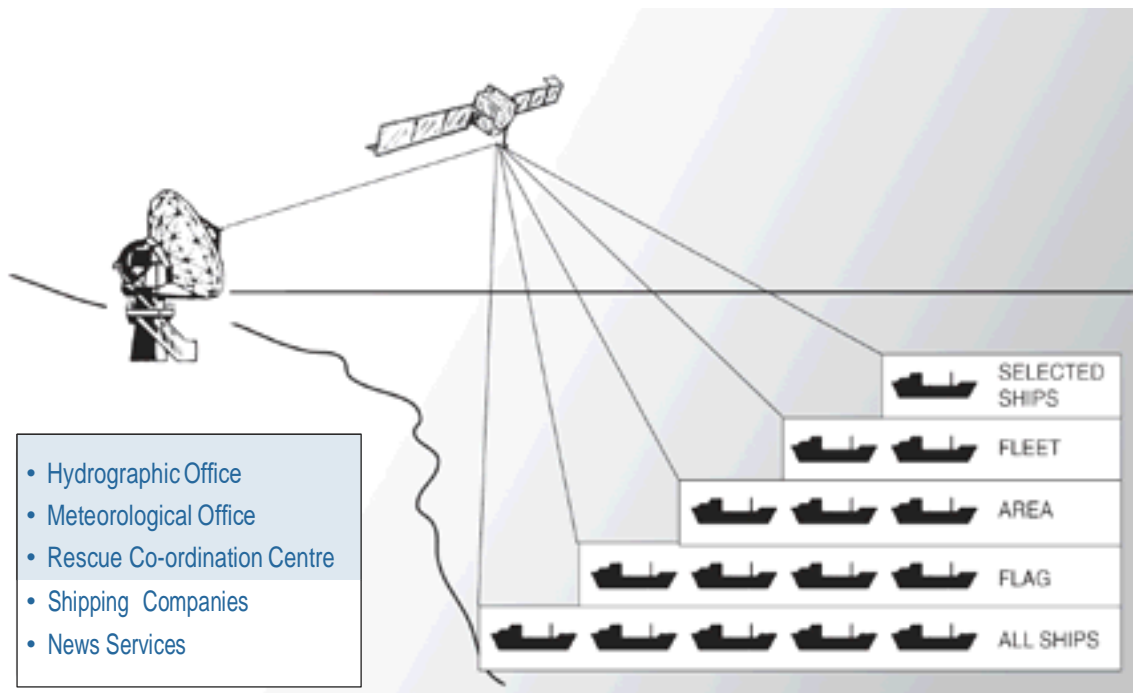 SELECTED
SHIPS
FLEET
AREA
FLAG
ALL SHIPS
• Hydrographic Office
• Meteorological Office
• Rescue Co-ordination Centre
• Shipping Companies
• News Services